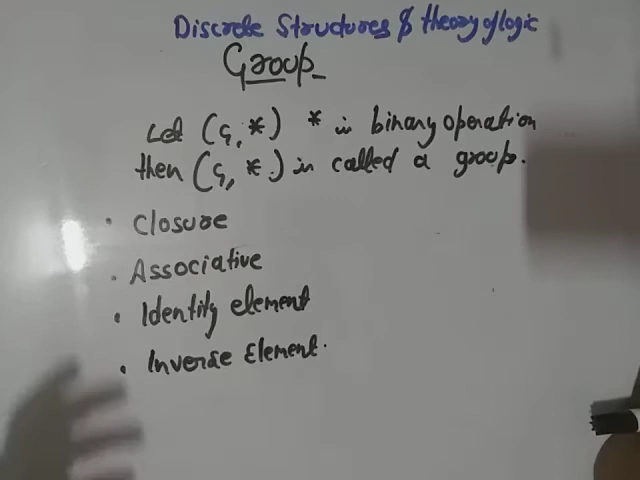 Discrete Structures & theory of logic
Group
Let (G, *) * is binary operation
then (G, *) is called a group.
• Closure
• Associative
• Identity element
• Inverse Element.